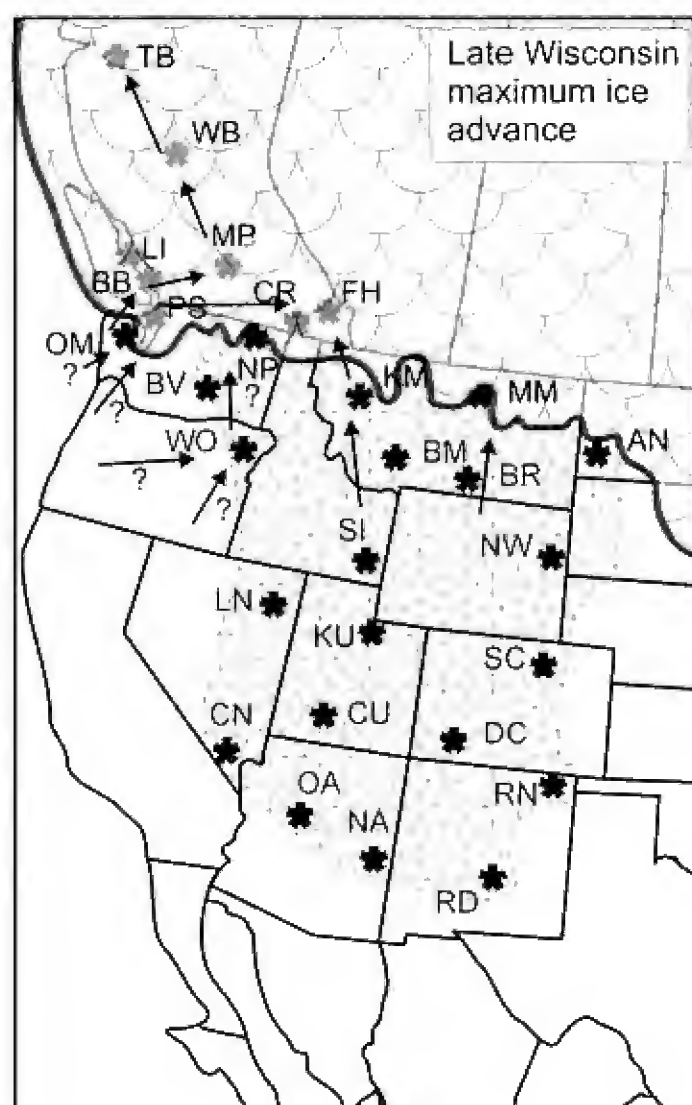 Late Wisconsin
maximum ice
advance
TB
WB
MP
LI
BB
PS
CR
FH
OM
?
BV
NP
?
KM
MM
?
WO
BM
BR
AN
?
?
SI
NW
LN
KU
SC
CN
CU
DC
OA
RN
NA
RD